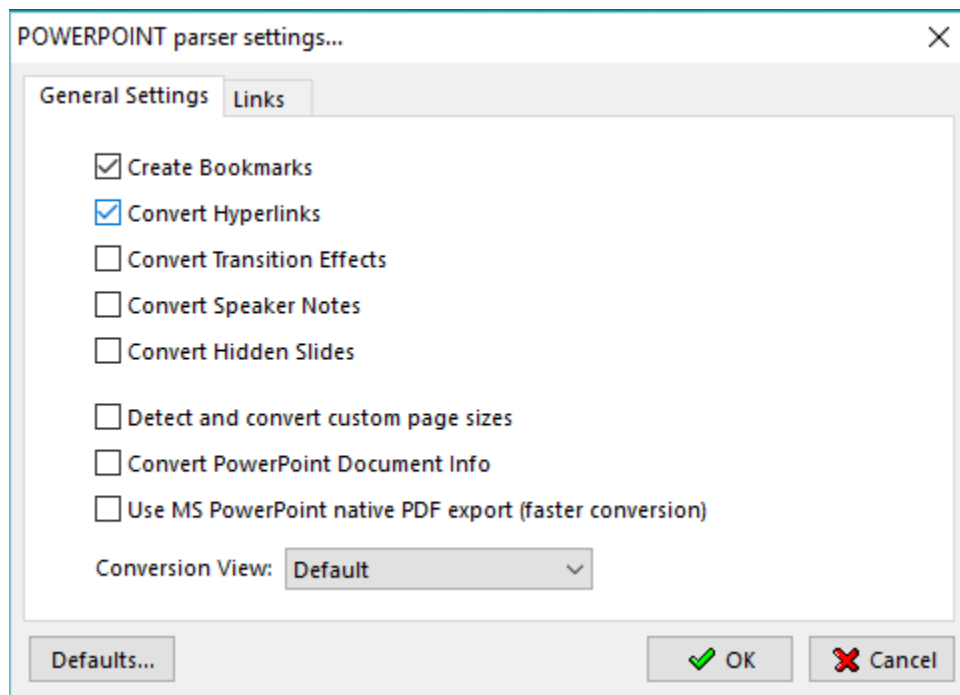 POWERPOINT parser settings...
General Settings
Links
Create Bookmarks
Convert Hyperlinks
Convert Transition Effects
Convert Speaker Notes
Convert Hidden Slides
Detect and convert custom page sizes
Convert PowerPoint Document Info
Use MS PowerPoint native PDF export (faster conversion)
Conversion View: Default
Defaults...
OK
Cancel